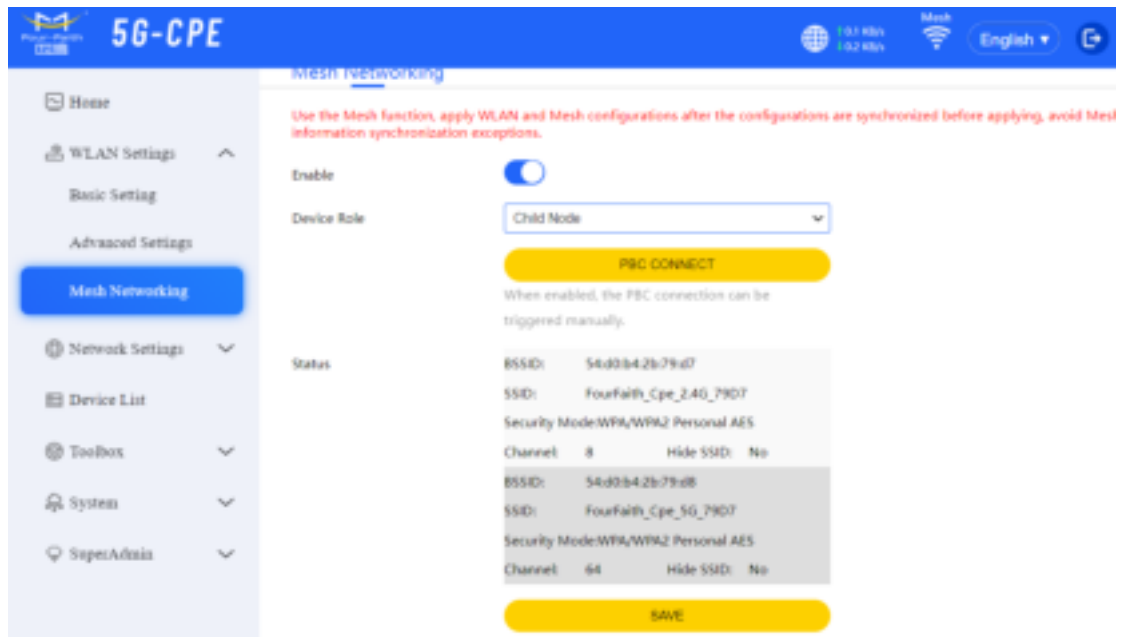 Four-Faith
5G-CPE
Mesh
English ▾
Mesh Networking
Use the Mesh function, apply WLAN and Mesh configurations after the configurations are synchronized before applying, avoid Mesh
information synchronization exceptions.
Home
WLAN Settings
Basic Setting
Advanced Settings
Mesh Networking
Network Settings
Device List
Toolbox
System
SuperAdmin
Enable
Device Role
Child Node
PBC CONNECT
When enabled, the PBC connection can be
triggered manually.
Status
BSSID: 54:d0:b4:2b:79:d7
SSID: FourFaith_Cpe_2.4G_79D7
Security Mode:WPA/WPA2 Personal AES
Channel: 8 Hide SSID: No
BSSID: 54:d0:b4:2b:79:d8
SSID: FourFaith_Cpe_5G_79D7
Security Mode:WPA/WPA2 Personal AES
Channel: 64 Hide SSID: No
SAVE